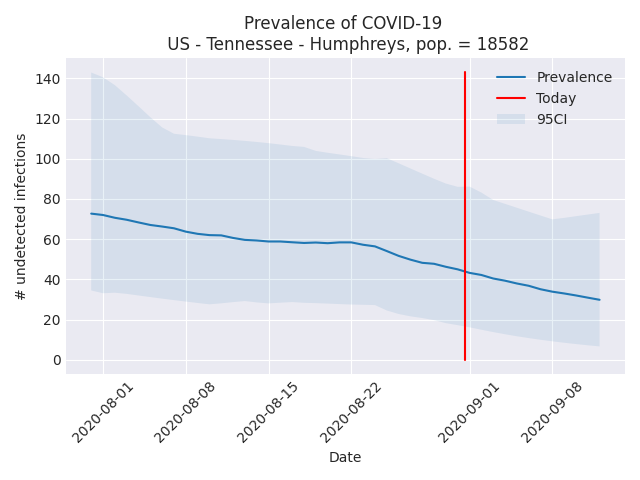 Prevalence of COVID-19
US - Tennessee - Humphreys, pop. = 18582
# undetected infections
140
120
100
80
60
40
20
0
Prevalence
Today
95CI
2020-08-01
2020-08-08
2020-08-15
2020-08-22
2020-09-01
2020-09-08
Date